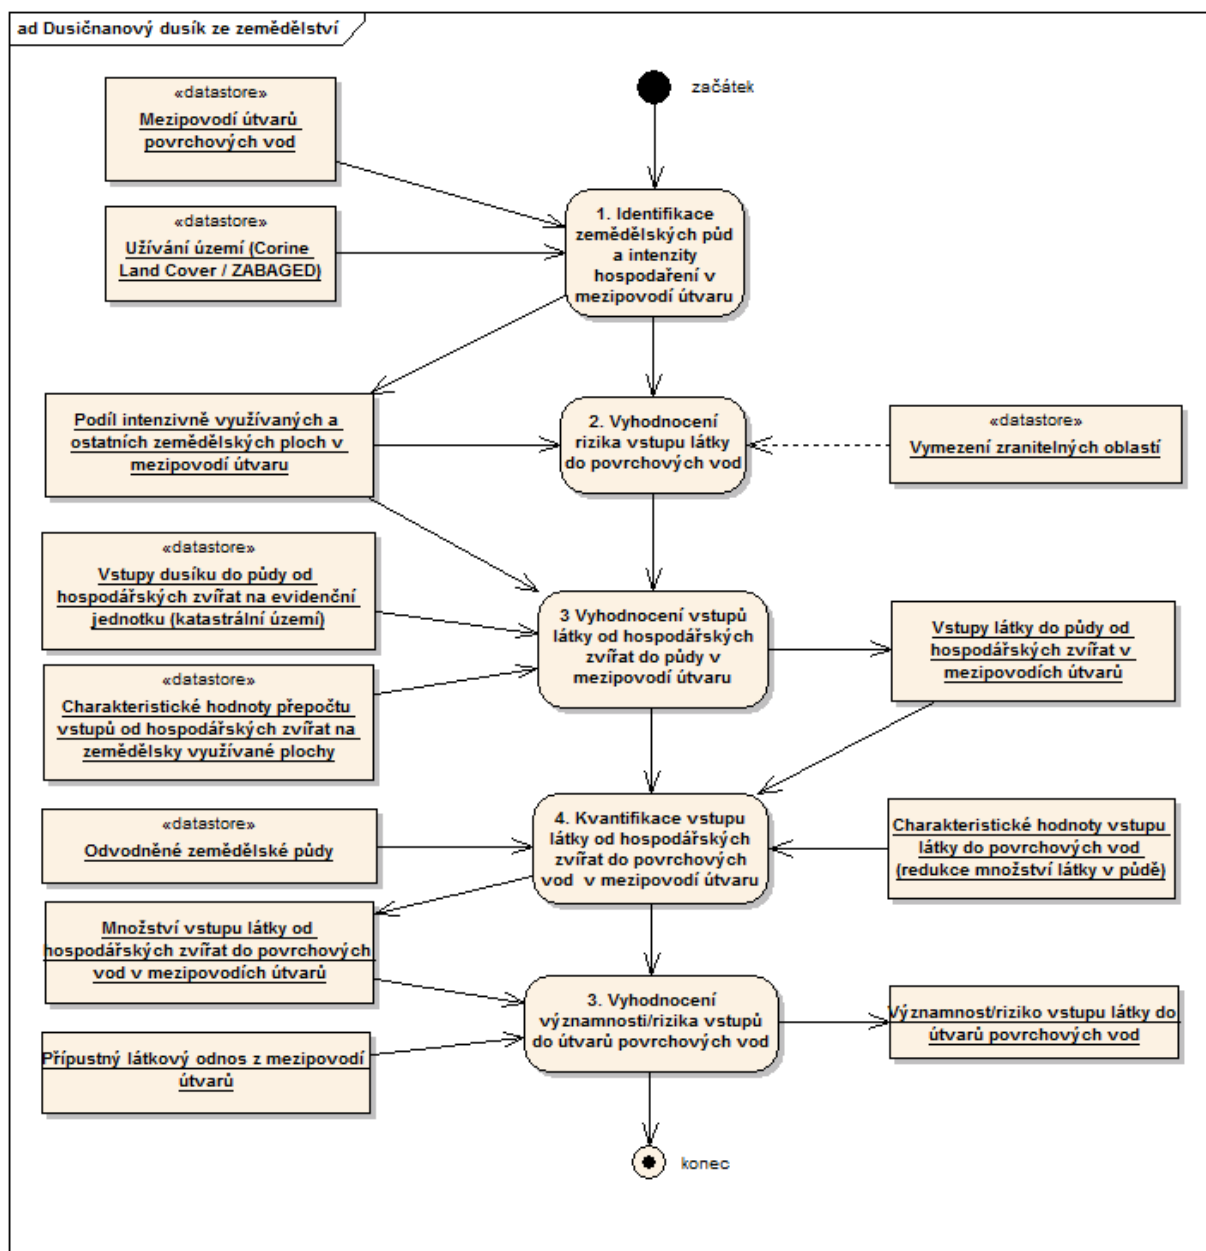 ad Dusičnanový dusík ze zemědělství
«datastore»
Mezipovodí útvarů
povrchových vod
začátek
«datastore»
Užívání území (Corine
Land Cover / ZABAGED)
1. Identifikace
zemědělských půd
a intenzity
hospodaření v
mezipovodí útvaru
Podíl intenzivně využívaných a
ostatních zemědělských ploch v
mezipovodí útvaru
2. Vyhodnocení
rizika vstupu látky
do povrchových vod
«datastore»
Vymezení zranitelných oblastí
«datastore»
Vstupy dusíku do půdy od
hospodářských zvířat na evidenční
jednotku (katastrální území)
3 Vyhodnocení vstupů
látky od hospodářských
zvířat do půdy v
mezipovodí útvaru
Vstupy látky do půdy od
hospodářských zvířat v
mezipovodích útvarů
«datastore»
Charakteristické hodnoty přepočtu
vstupů od hospodářských zvířat na
zemědělsky využívané plochy
«datastore»
Odvodněné zemědělské půdy
4. Kvantifikace vstupu
látky od hospodářských
zvířat do povrchových
vod v mezipovodí útvaru
Charakteristické hodnoty vstupu
látky do povrchových vod
(redukce množství látky v půdě)
Množství vstupu látky od
hospodářských zvířat do povrchových
vod v mezipovodích útvarů
3. Vyhodnocení
významnosti/rizika vstupů
do útvarů povrchových vod
Významnost/riziko vstupu látky do
útvarů povrchových vod
Přípustný látkový odnos z mezipovodí
útvarů
konec